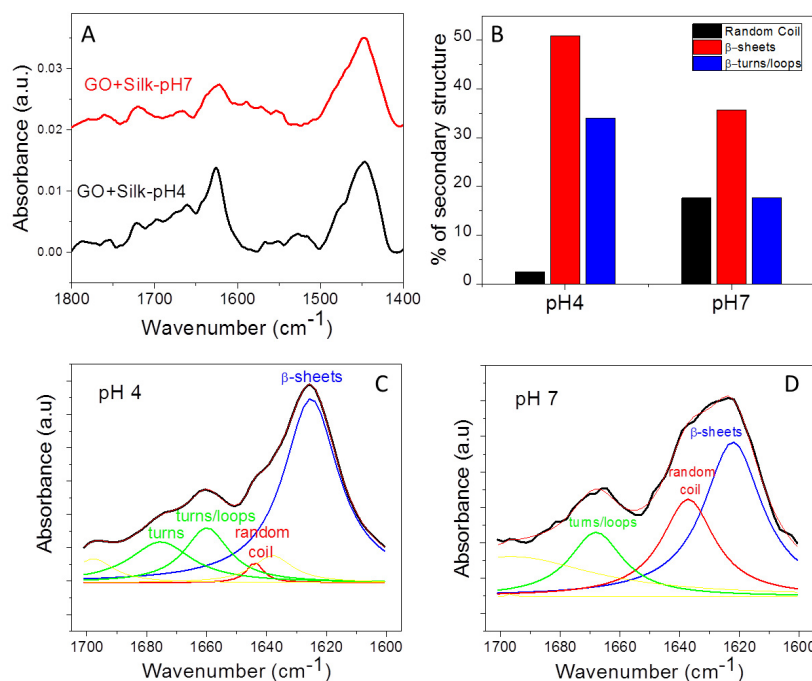 A
0.03
0.02
0.01
0.00
GO+Silk-pH7
GO+Silk-pH4
1800
1700
1600
1500
1400
Absorbance (a.u.)
Wavenumber (cm-1)
B
Random Coil
β-sheets
β-turns/loops
50
40
30
20
10
0
% of secondary structure
pH4
pH7
pH 4
C
β-sheets
turns/loops
turns
random
coil
Absorbance (a.u)
1700
1680
1660
1640
1620
1600
Wavenumber (cm-1)
pH 7
D
β-sheets
random
coil
turns/loops
Absorbance (a.u)
1700
1680
1660
1640
1620
1600
Wavenumber (cm-1)